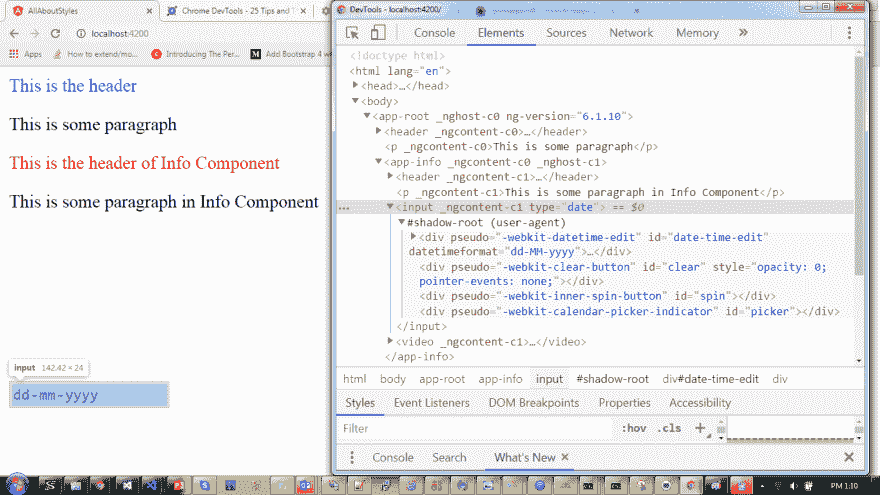 AllAboutStyles
Chrome DevTools - 25 Tips and T
localhost:4200
Apps
How to extend/mo...
Introducing The Per...
Add Bootstrap 4 w
This is the header
This is some paragraph
This is the header of Info Component
This is some paragraph in Info Component
input 142.42 × 24
dd-mm-yyyy
DevTools - localhost:4200/
Console Elements Sources Network Memory »
<!doctype html>
<html lang="en">
<head>…</head>
<body>
<app-root _nghost-c0 ng-version="6.1.10">
<header _ngcontent-c0>…</header>
<p _ngcontent-c0>This is some paragraph</p>
<app-info _ngcontent-c0 _nghost-c1>
<header _ngcontent-c1>…</header>
<p _ngcontent-c1>This is some paragraph in Info Component</p>
… <input _ngcontent-c1 type="date"> == $0
#shadow-root (user-agent)
<div pseudo="-webkit-datetime-edit" id="date-time-edit"
datetimeformat="dd-MM-yyyy">…</div>
<div pseudo="-webkit-clear-button" id="clear" style="opacity: 0;
pointer-events: none;"></div>
<div pseudo="-webkit-inner-spin-button" id="spin"></div>
<div pseudo="-webkit-calendar-picker-indicator" id="picker"></div>
</input>
<video _ngcontent-c1>…</video>
</app-info>
html body app-root app-info input #shadow-root div#date-time-edit div
Styles Event Listeners DOM Breakpoints Properties Accessibility
Filter :hov .cls +
Console Search What's New ×
PM 1:10